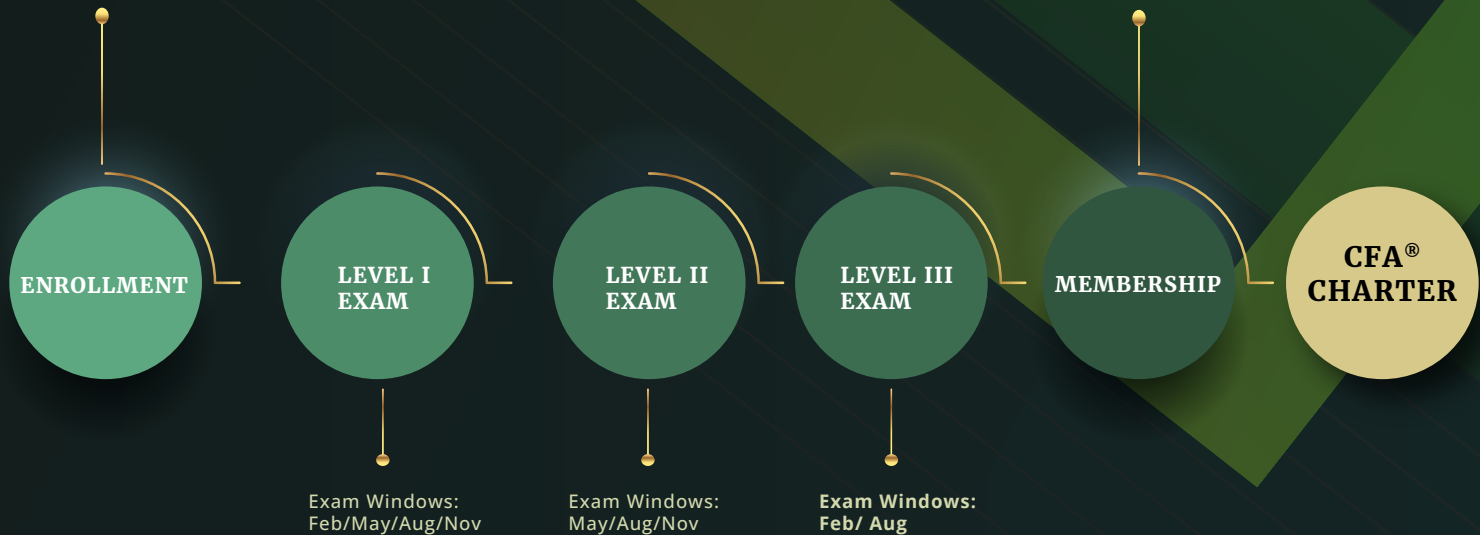 ENROLLMENT
LEVEL I
EXAM
LEVEL II
EXAM
LEVEL III
EXAM
MEMBERSHIP
CFA®
CHARTER
Exam Windows:
Feb/May/Aug/Nov
Exam Windows:
May/Aug/Nov
Exam Windows:
Feb/ Aug